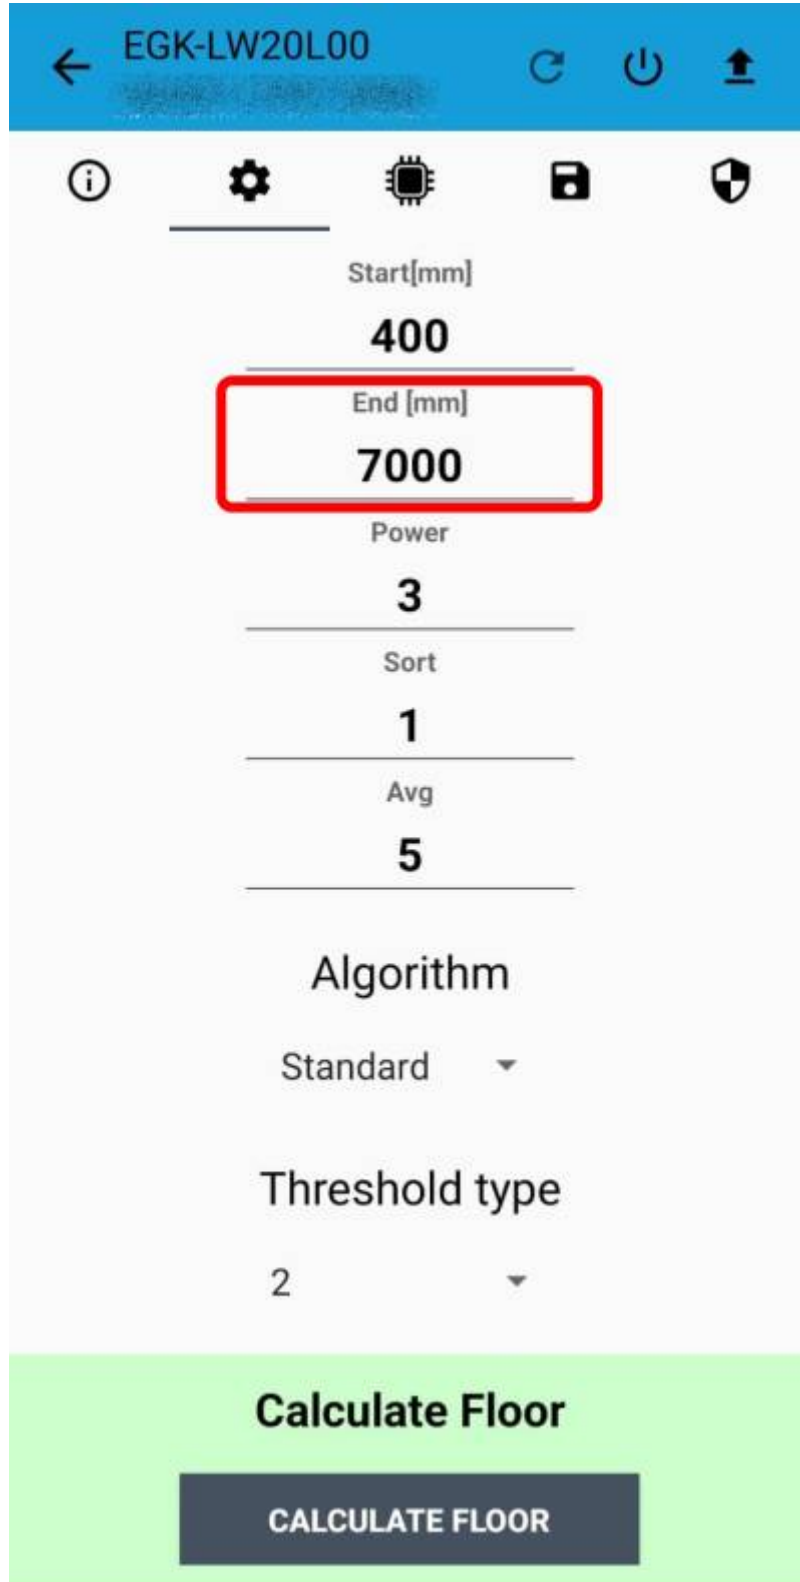 EGK-LW20L00
Start[mm]
400
End [mm]
7000
Power
3
Sort
1
Avg
5
Algorithm
Standard
Threshold type
2
Calculate Floor
CALCULATE FLOOR